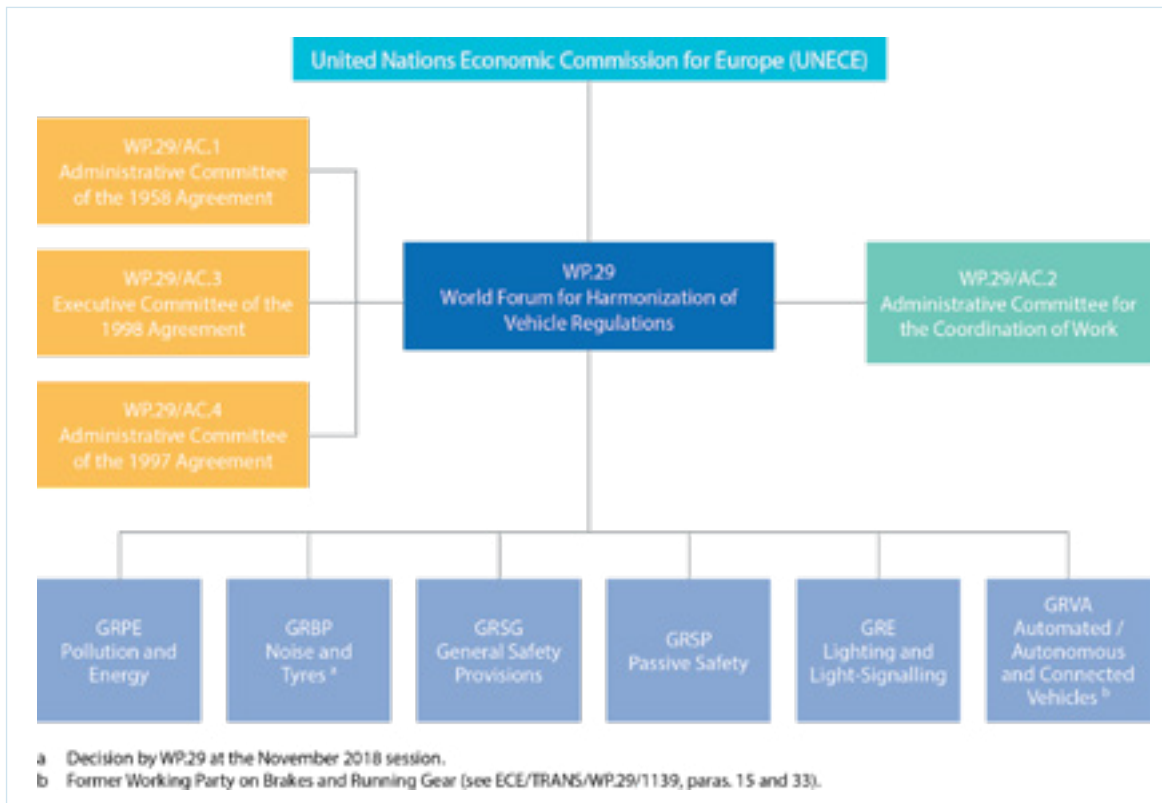 United Nations Economic Commission for Europe (UNECE)
WP.29/AC.1
Administrative Committee
of the 1958 Agreement
WP.29/AC.3
Executive Committee of the
1998 Agreement
WP.29/AC.4
Administrative Committee
of the 1997 Agreement
WP.29
World Forum for Harmonization of
Vehicle Regulations
WP.29/AC.2
Administrative Committee for
the Coordination of Work
GRPE
Pollution and
Energy
GRBP
Noise and
Tyres a
GRSG
General Safety
Provisions
GRSP
Passive Safety
GRE
Lighting and
Light-Signalling
GRVA
Automated /
Autonomous
and Connected
Vehicles b
a Decision by WP.29 at the November 2018 session.
b Former Working Party on Brakes and Running Gear (see ECE/TRANS/WP.29/1139, paras. 15 and 33).